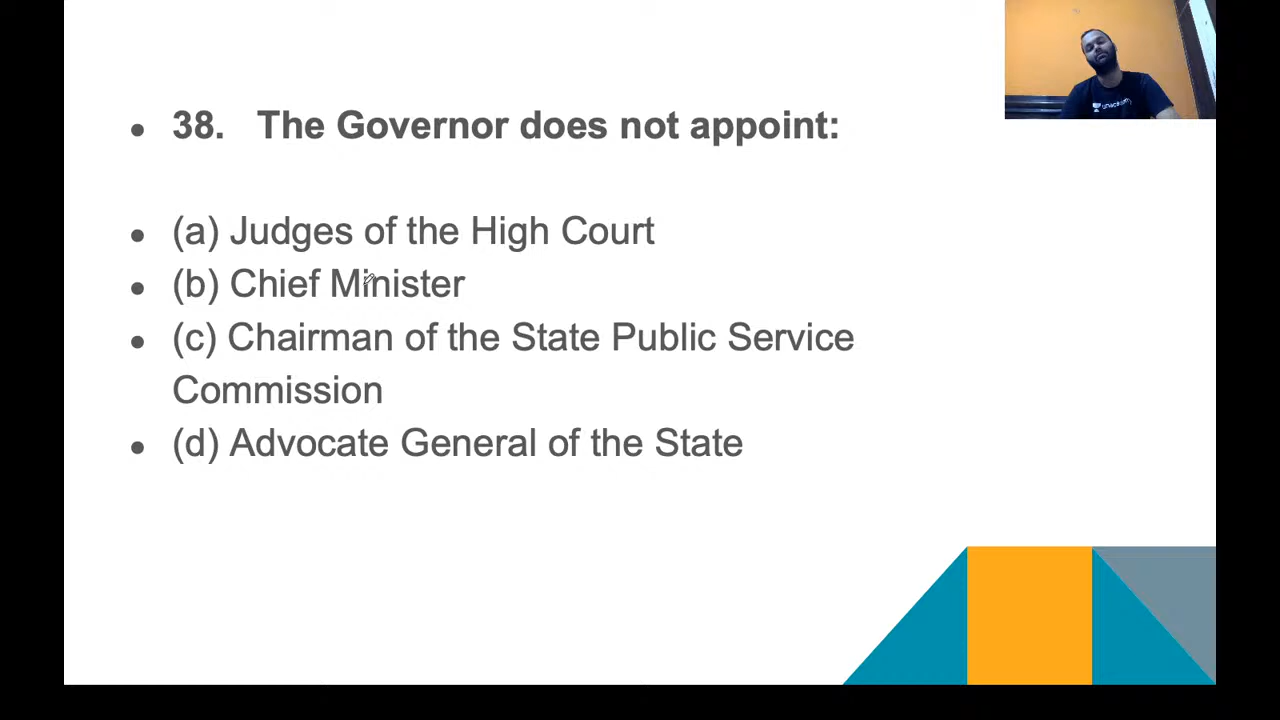 38. The Governor does not appoint:
(a) Judges of the High Court
(b) Chief Minister
(c) Chairman of the State Public Service
Commission
(d) Advocate General of the State
unacademy